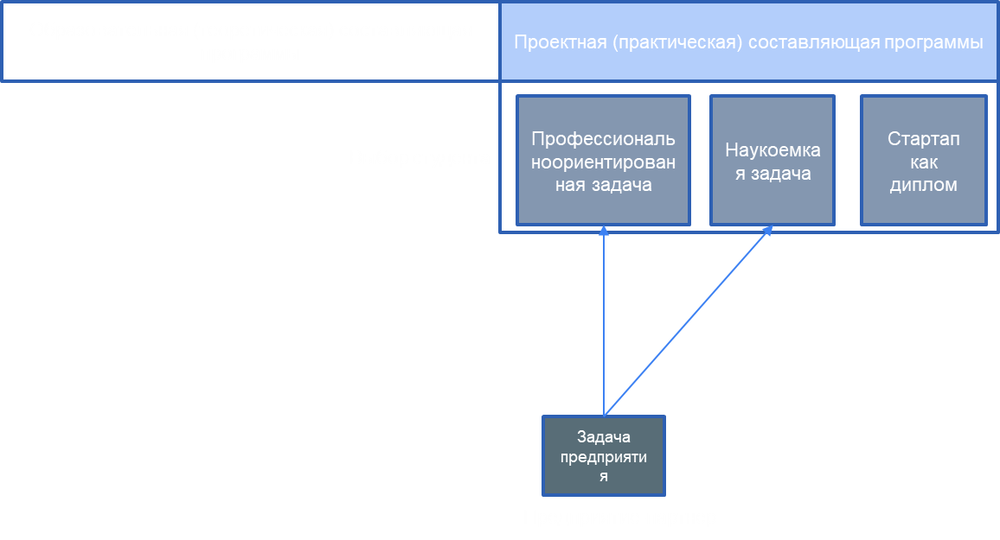 Проектная (практическая) составляющая программы
Профессиональ
ноориентирован
ная задача
Наукоемка
я задача
Стартап
как
диплом
Задача
предприяти
я